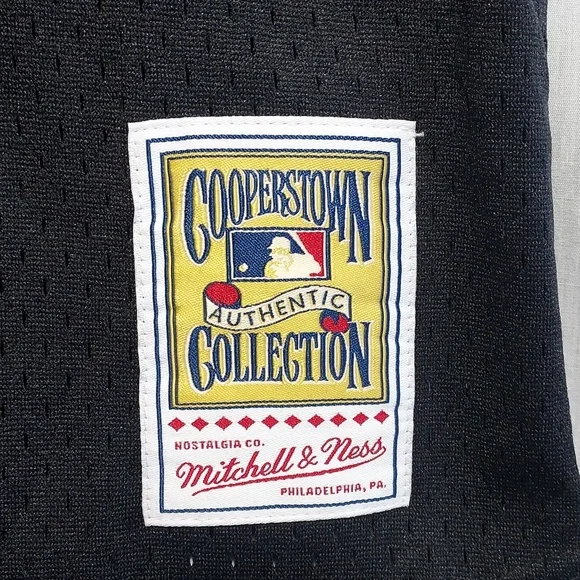 COOPERSTOWN
AUTHENTIC
COLLECTION
NOSTALGIA CO.
Mitchell & Ness
PHILADELPHIA, PA.